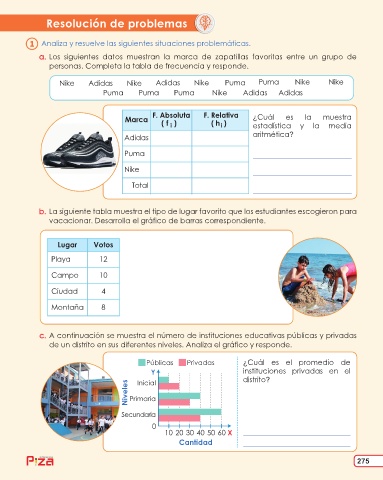 Resolución de problemas
1 Analiza y resuelve las siguientes situaciones problemáticas.
a. Los siguientes datos muestran la marca de zapatillas favoritas entre un grupo de
personas. Completa la tabla de frecuencia y responde.
Nike Adidas Nike Adidas Nike Puma Puma Nike Nike
Puma Puma Puma Nike Adidas Adidas
Marca F. Absoluta ( f i ) F. Relativa ( h i )
Adidas
Puma
Nike
Total
¿Cuál es la muestra
estadística y la media
aritmética?
b. La siguiente tabla muestra el tipo de lugar favorito que los estudiantes escogieron para
vacacionar. Desarrolla el gráfico de barras correspondiente.
Lugar Votos
Playa 12
Campo 10
Ciudad 4
Montaña 8
c. A continuación se muestra el número de instituciones educativas públicas y privadas
de un distrito en sus diferentes niveles. Analiza el gráfico y responde.
Públicas Privadas
Y
Niveles
Inicial
Primaria
Secundaria
0
10 20 30 40 50 60 X
Cantidad
¿Cuál es el promedio de
instituciones privadas en el
distrito?
Pizza
275